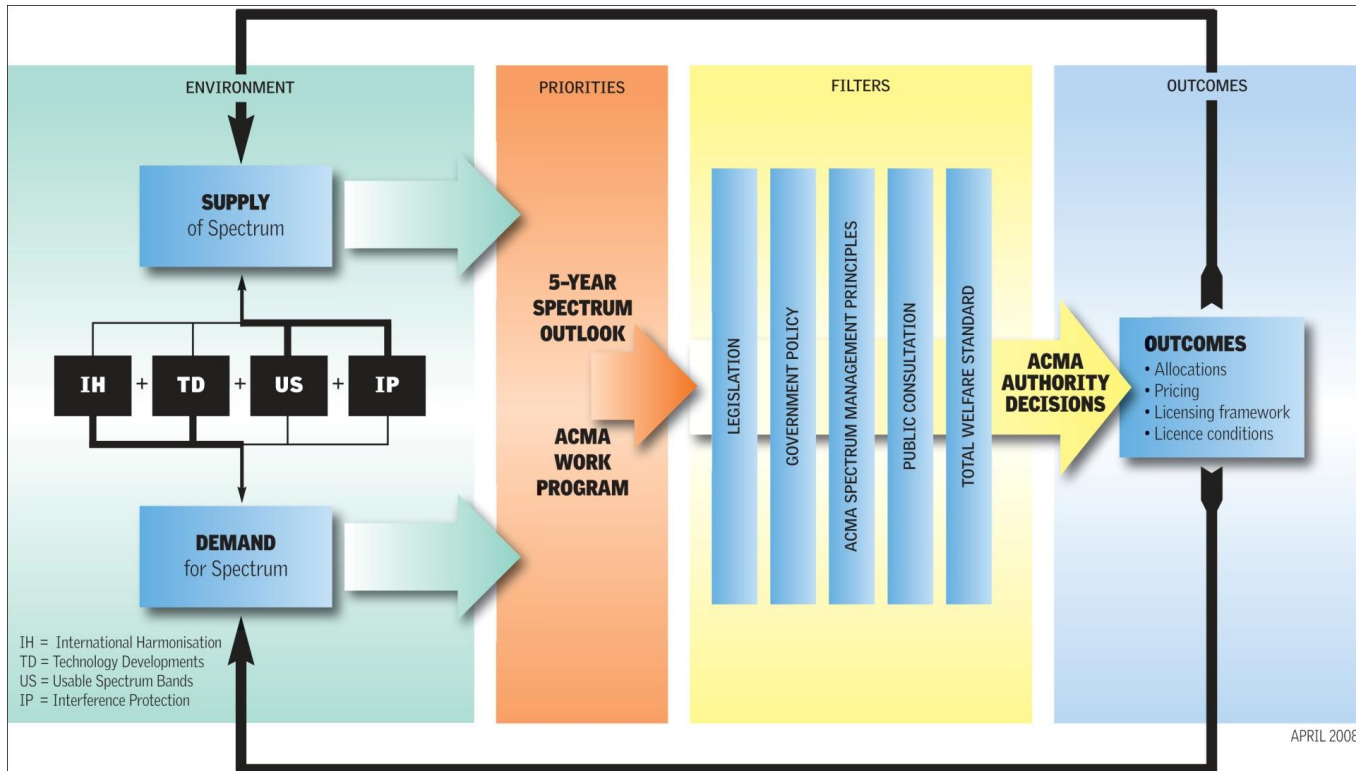 ENVIRONMENT
SUPPLY
of Spectrum
IH + TD + US + IP
DEMAND
for Spectrum
IH = International Harmonisation
TD = Technology Developments
US = Usable Spectrum Bands
IP = Interference Protection
PRIORITIES
5-YEAR
SPECTRUM
OUTLOOK
ACMA
WORK
PROGRAM
FILTERS
LEGISLATION
GOVERNMENT POLICY
ACMA SPECTRUM MANAGEMENT PRINCIPLES
PUBLIC CONSULTATION
TOTAL WELFARE STANDARD
ACMA
AUTHORITY
DECISIONS
OUTCOMES
OUTCOMES
• Allocations
• Pricing
• Licensing framework
• Licence conditions
APRIL 2008